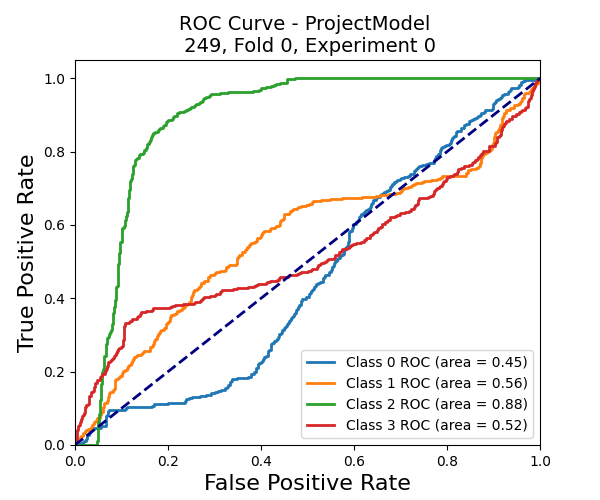 ROC Curve - ProjectModel
249, Fold 0, Experiment 0
True Positive Rate
1.0
0.8
0.6
0.4
0.2
0.0
0.0 0.2 0.4 0.6 0.8 1.0
False Positive Rate
Class 0 ROC (area = 0.45)
Class 1 ROC (area = 0.56)
Class 2 ROC (area = 0.88)
Class 3 ROC (area = 0.52)